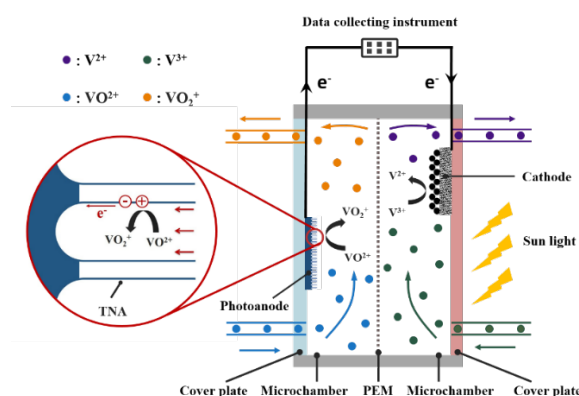 Data collecting instrument
: V²⁺
: V³⁺
e⁻
e⁻
: VO²⁺
: VO₂⁺
V²⁺
Cathode
V³⁺
e⁻
VO₂⁺
VO²⁺
VO₂⁺
Sun light
VO²⁺
Photoanode
TNA
Cover plate
Microchamber
PEM
Microchamber
Cover plate